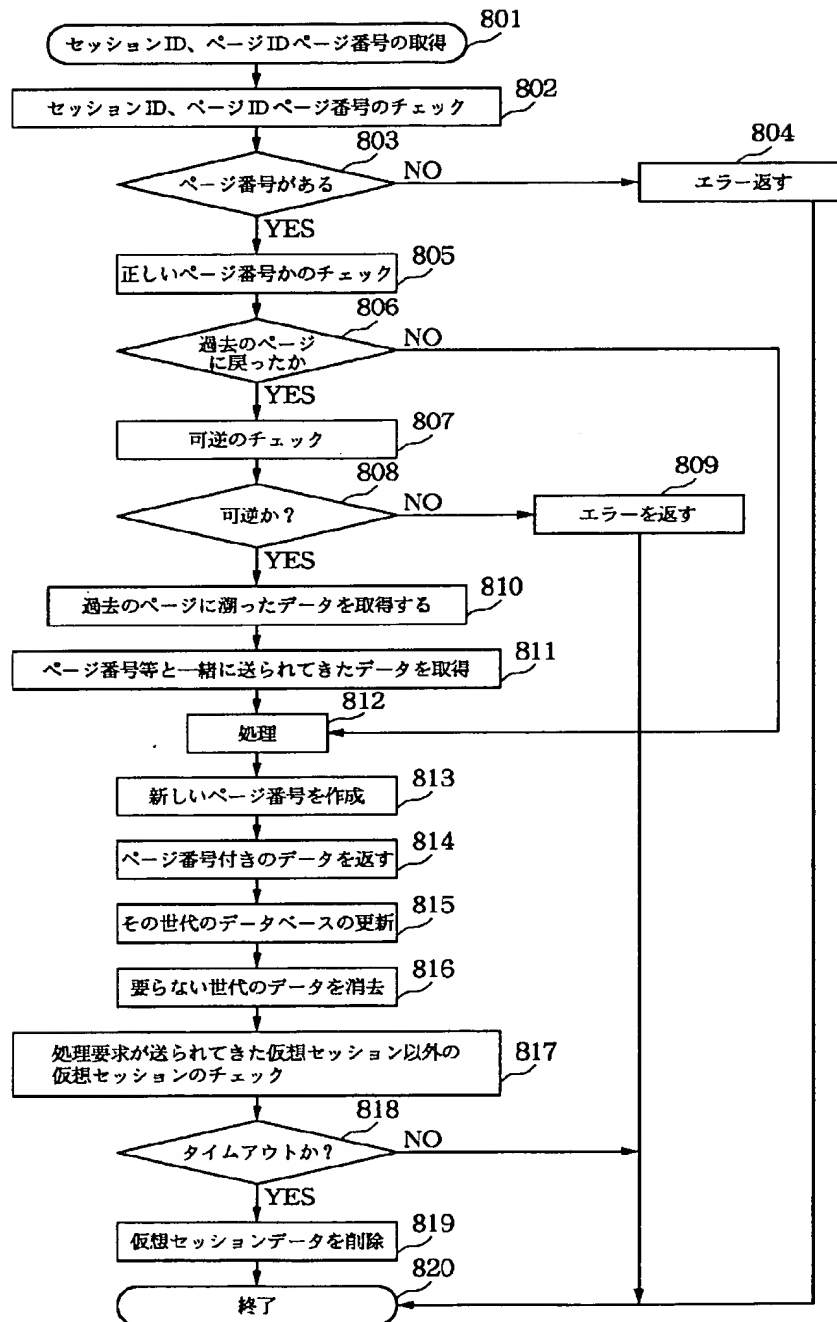 セッションID、ページIDページ番号の取得
801
セッションID、ページIDページ番号のチェック
802
803
804
ページ番号がある
NO
エラー返す
YES
正しいページ番号かのチェック
805
806
過去のページ
に戻ったか
NO
YES
可逆のチェック
807
808
809
可逆か?
NO
エラーを返す
YES
過去のページに溯ったデータを取得する
810
ページ番号等と一緒に送られてきたデータを取得
811
812
処理
新しいページ番号を作成
813
ページ番号付きのデータを返す
814
その世代のデータベースの更新
815
要らない世代のデータを消去
816
処理要求が送られてきた仮想セッション以外の
仮想セッションのチェック
817
818
タイムアウトか?
NO
YES
仮想セッションデータを削除
819
820
終了